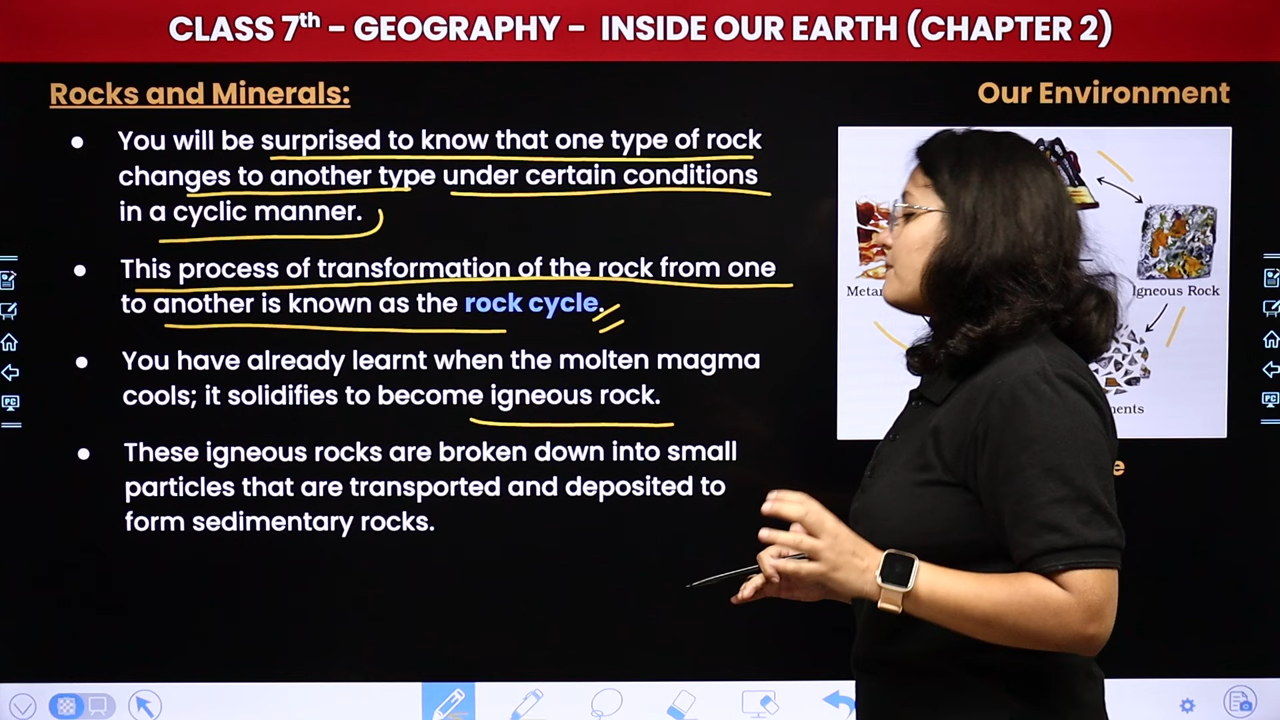 CLASS 7th - GEOGRAPHY - INSIDE OUR EARTH (CHAPTER 2)
Rocks and Minerals:
Our Environment
● You will be surprised to know that one type of rock
changes to another type under certain conditions
in a cyclic manner.
● This process of transformation of the rock from one
to another is known as the rock cycle.
● You have already learnt when the molten magma
cools; it solidifies to become igneous rock.
● These igneous rocks are broken down into small
particles that are transported and deposited to
form sedimentary rocks.
Igneous Rock
PC
PC